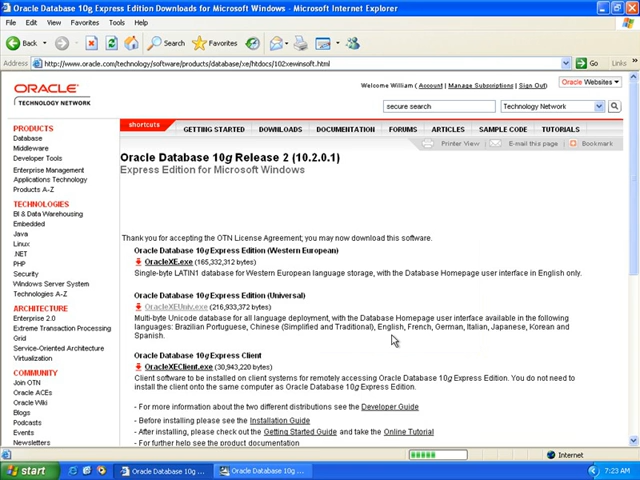 Oracle Database 10g Express Edition Downloads for Microsoft Windows - Microsoft Internet Explorer
File Edit View Favorites Tools Help
Back Search Favorites
Address http://www.oracle.com/technology/software/products/database/xe/htdocs/102xewinsoft.html Go Links »
ORACLE
TECHNOLOGY NETWORK
Welcome William ( Account | Manage Subscriptions | Sign Out) Oracle Websites
secure search Technology Network
PRODUCTS
Database
Middleware
Developer Tools
Enterprise Management
Applications Technology
Products A-Z
TECHNOLOGIES
BI & Data Warehousing
Embedded
Java
Linux
.NET
PHP
Security
Windows Server System
Technologies A-Z
ARCHITECTURE
Enterprise 2.0
Extreme Transaction Processing
Grid
Service-Oriented Architecture
Virtualization
COMMUNITY
Join OTN
Oracle ACEs
Oracle Wiki
Blogs
Podcasts
Events
Newsletters
shortcuts GETTING STARTED DOWNLOADS DOCUMENTATION FORUMS ARTICLES SAMPLE CODE TUTORIALS
Printer View E-mail this page Bookmark
Oracle Database 10g Release 2 (10.2.0.1)
Express Edition for Microsoft Windows
Thank you for accepting the OTN License Agreement; you may now download this software.
Oracle Database 10g Express Edition (Western European)
OracleXE.exe (165,332,312 bytes)
Single-byte LATIN1 database for Western European language storage, with the Database Homepage user interface in English only.
Oracle Database 10g Express Edition (Universal)
OracleXEUniv.exe (216,933,372 bytes)
Multi-byte Unicode database for all language deployment, with the Database Homepage user interface available in the following
languages: Brazilian Portuguese, Chinese (Simplified and Traditional), English, French, German, Italian, Japanese, Korean and
Spanish.
Oracle Database 10g Express Client
OracleXEClient.exe (30,943,220 bytes)
Client software to be installed on client systems for remotely accessing Oracle Database 10g Express Edition. You do not need to
install the client onto the same computer as Oracle Database 10g Express Edition.
- For more information about the two different distributions see the Developer Guide
- Before installing please see the Installation Guide
- After installing, please check out the Getting Started Guide and take the Online Tutorial
- For further help see the product documentation
Internet
start Oracle Database 10g ... Oracle Database 10g ... 7:23 AM